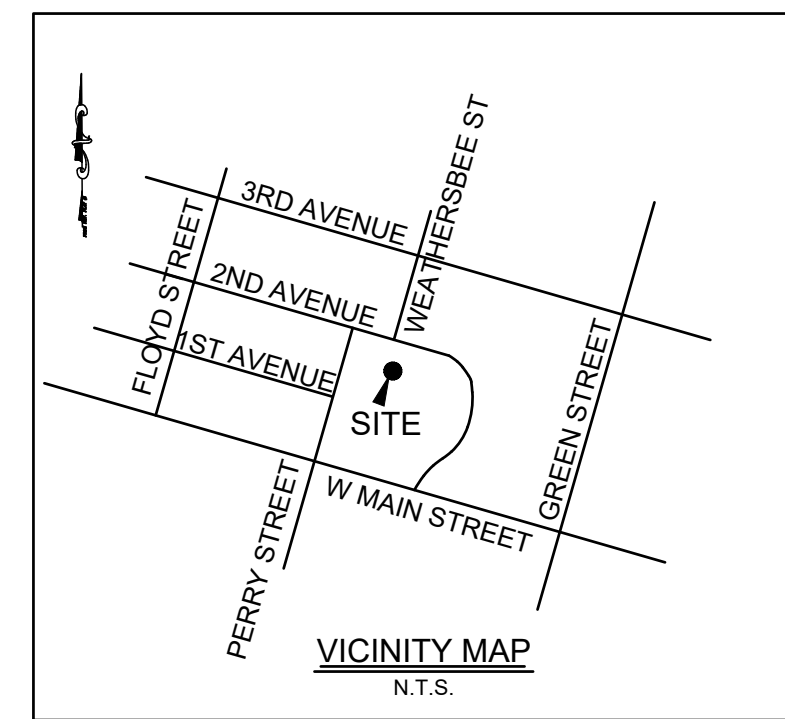 WEATHERSBEE ST
3RD AVENUE
2ND AVENUE
FLOYD STREET
1ST AVENUE
SITE
GREEN STREET
W MAIN STREET
PERRY STREET
VICINITY MAP
N.T.S.